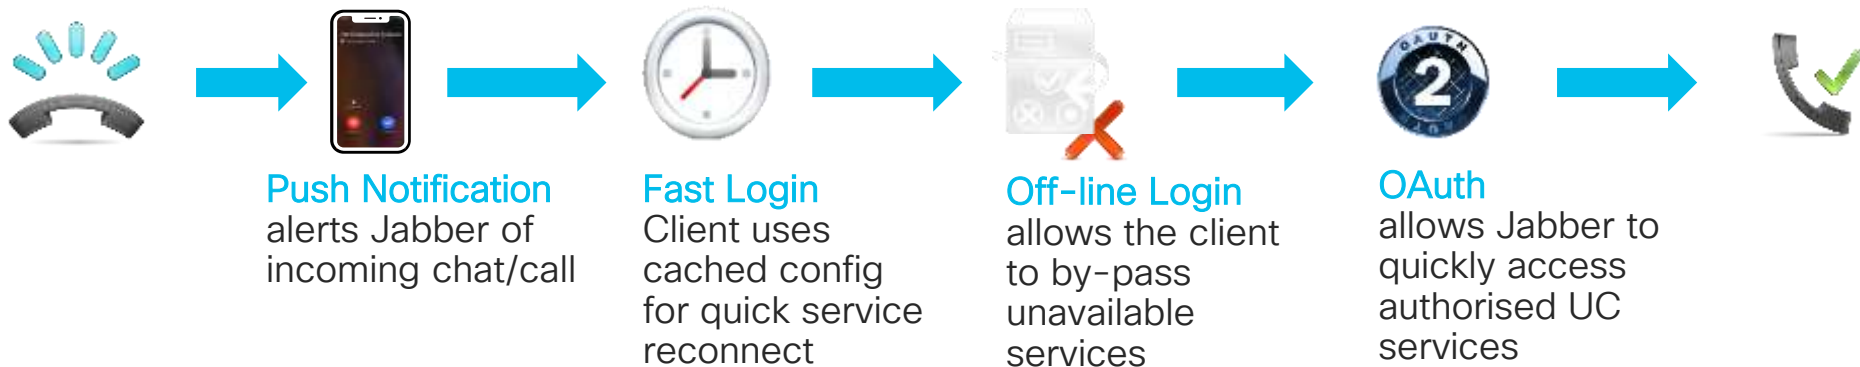 Push Notification
alerts Jabber of
incoming chat/call
Fast Login
Client uses
cached config
for quick service
reconnect
Off-line Login
allows the client
to by-pass
unavailable
services
OAUTH
2
OAuth
allows Jabber to
quickly access
authorised UC
services